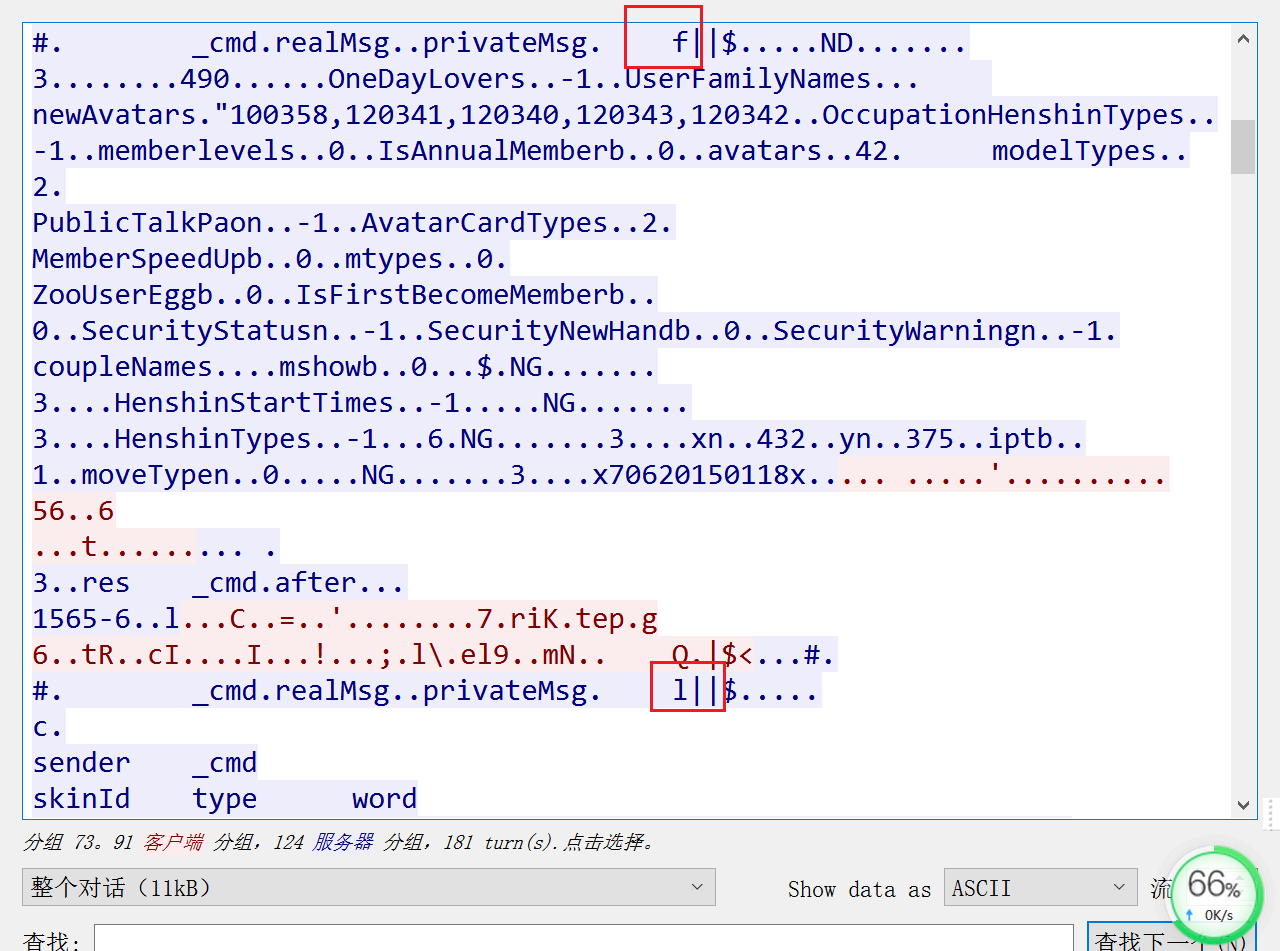 #.	_cmd.realMsg..privateMsg.	f||$.....ND.......
3........490......OneDayLovers..-1..UserFamilyNames...
newAvatars."100358,120341,120340,120343,120342..OccupationHenshinTypes..
-1..memberlevels..0..IsAnnualMemberb..0..avatars..42.	modelTypes..
2.
PublicTalkPaon..-1..AvatarCardTypes..2.
MemberSpeedUpb..0..mtypes..0.
ZooUserEggb..0..IsFirstBecomeMemberb..
0..SecurityStatusn..-1..SecurityNewHandb..0..SecurityWarningn..-1.
coupleNames....mshowb..0...$.NG.......
3....HenshinStartTimes..-1.....NG.......
3....HenshinTypes..-1...6.NG.......3....xn..432..yn..375..iptb..
1..moveTypen..0.....NG.......3....x70620150118x..... .....'..........
56..6
...t......... .
3..res	_cmd.after...
1565-6..l...C..=..'........7.riK.tep.g
6..tR..cI....I...!...;.l\.el9..mN..	Q.|$<...#.
#.	_cmd.realMsg..privateMsg.	l||$.....
c.
sender	_cmd
skinId	type	word
分组 73。91 客户端 分组，124 服务器 分组，181 turn(s).点击选择。
整个对话（11kB）	Show data as	ASCII	流
66%
0K/s
查找:	查找下一个(N)